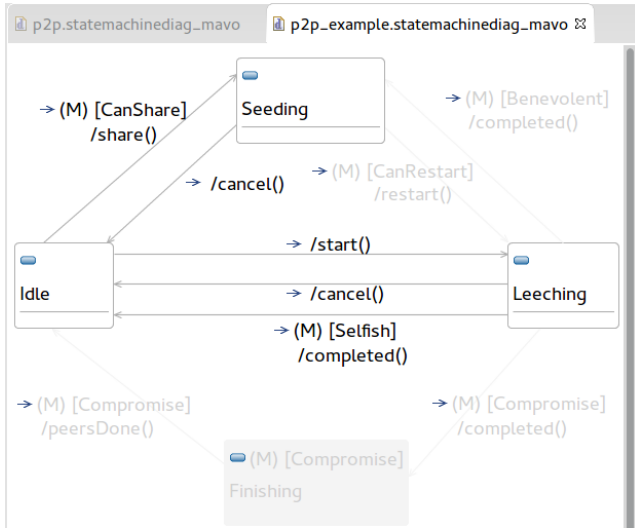 p2p.statemachinediag_mavo
p2p_example.statemachinediag_mavo
(M) [CanShare]
/share()
Seeding
(M) [Benevolent]
/completed()
/cancel()
(M) [CanRestart]
/restart()
Idle
/start()
/cancel()
(M) [Selfish]
/completed()
Leeching
(M) [Compromise]
/peersDone()
(M) [Compromise]
/completed()
(M) [Compromise]
Finishing